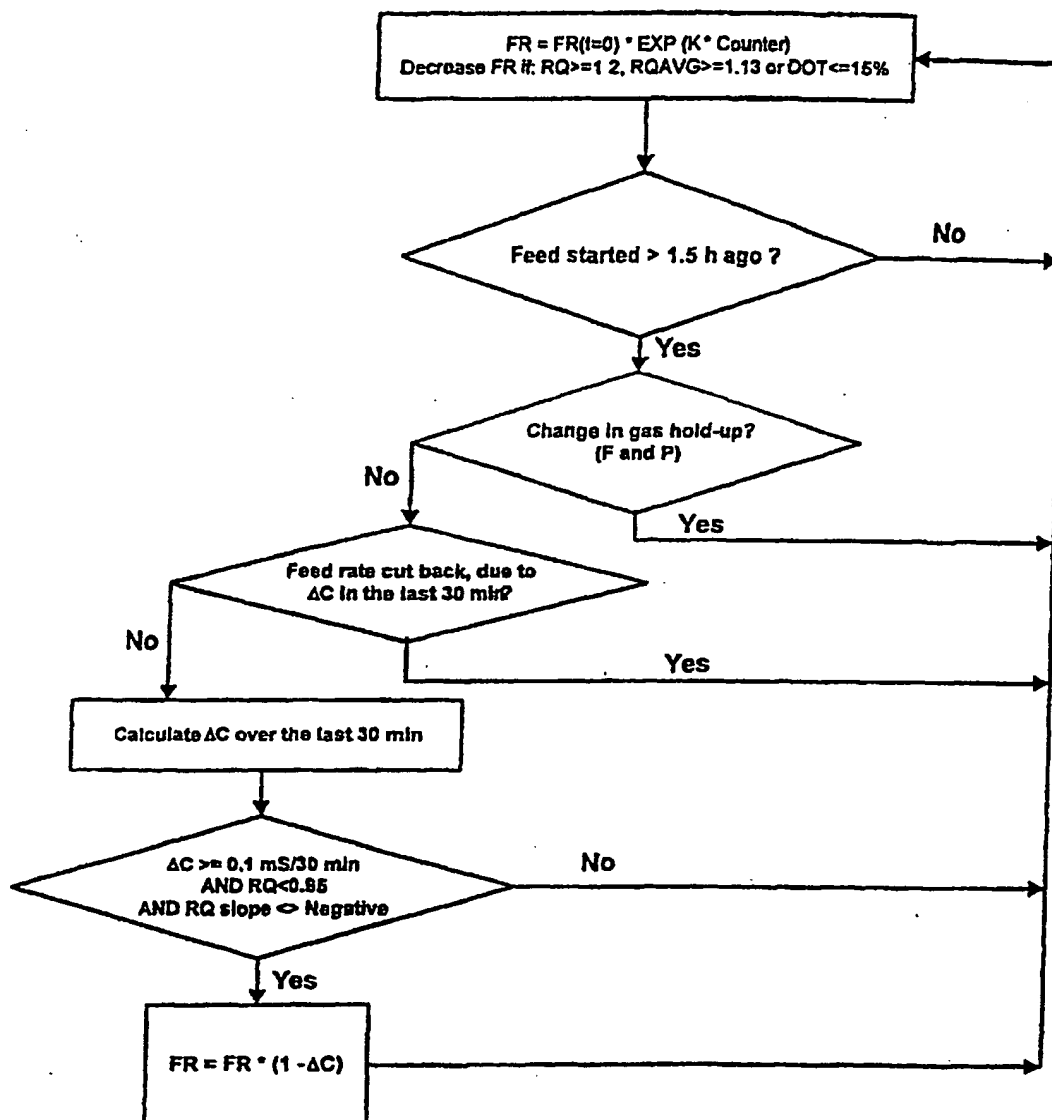 FR = FR(t=0) * EXP (K* Counter)
Decrease FR if: RQ>=1 2, RQAVG>=1.13 or DOT<=15%
Feed started > 1.5 h ago ?
No
Yes
Change in gas hold-up?
(F and P)
No
Yes
Feed rate cut back, due to
ΔC in the last 30 min?
No
Yes
Calculate ΔC over the last 30 min
ΔC >= 0.1 mS/30 min
AND RQ<0.95
AND RQ slope <> Negative
No
Yes
FR = FR * (1 -ΔC)